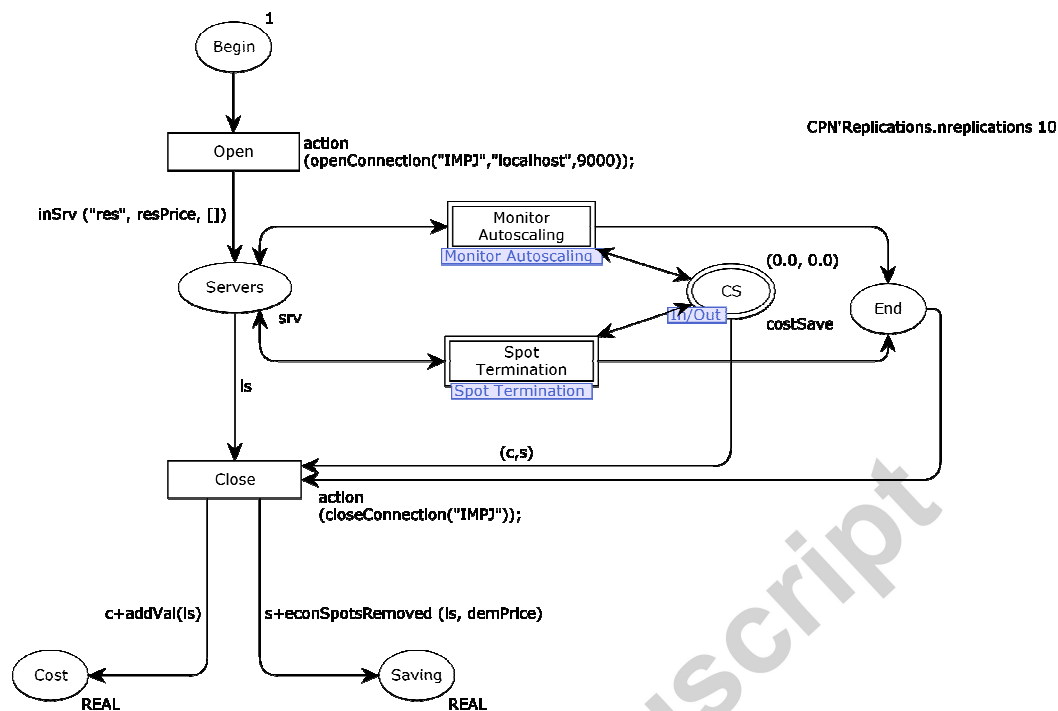 1
Begin
CPN'Replications.nreplications 10
Open
action
(openConnection("IMPJ","localhost",9000));
inSrv ("res", resPrice, [])
Monitor
Autoscaling
Monitor Autoscaling
(0.0, 0.0)
Servers
CS
End
In/Out
srv
costSave
Spot
Termination
Spot Termination
ls
(c,s)
Close
action
(closeConnection("IMPJ"));
c+addVal(ls)
s+econSpotsRemoved (ls, demPrice)
Cost
Saving
REAL
REAL